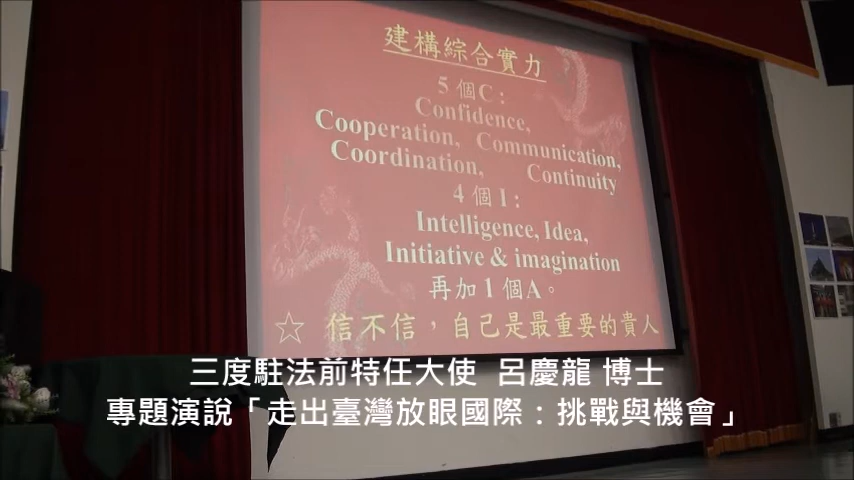 建構綜合實力
5 個C：
Confidence,
Cooperation, Communication,
Coordination, Continuity
4 個 I：
Intelligence, Idea,
Initiative & imagination
再加 1 個A。
☆ 信不信，自己是最重要的貴人
三度駐法前特任大使 呂慶龍 博士
專題演說「走出臺灣放眼國際：挑戰與機會」